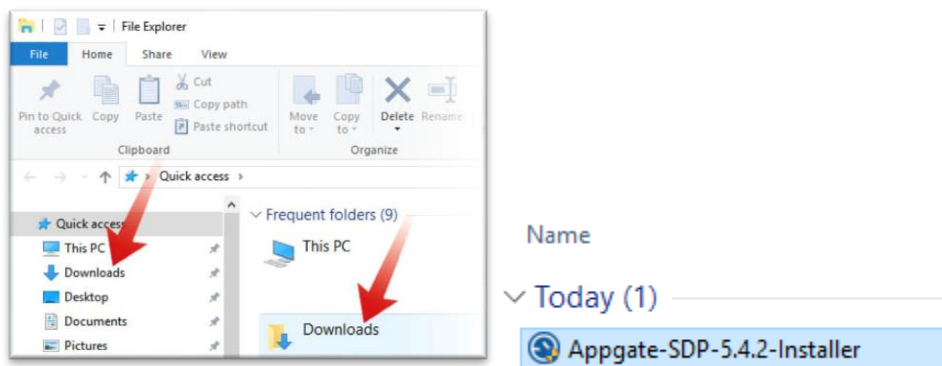 File Explorer
File Home Share View
Cut
Copy path
Paste shortcut
Pin to Quick access
Copy
Paste
Move to
Copy to
Delete
Rename
Clipboard
Organize
Quick access
Quick access
This PC
Downloads
Desktop
Documents
Pictures
Frequent folders (9)
This PC
Downloads
Name
Today (1)
Appgate-SDP-5.4.2-Installer